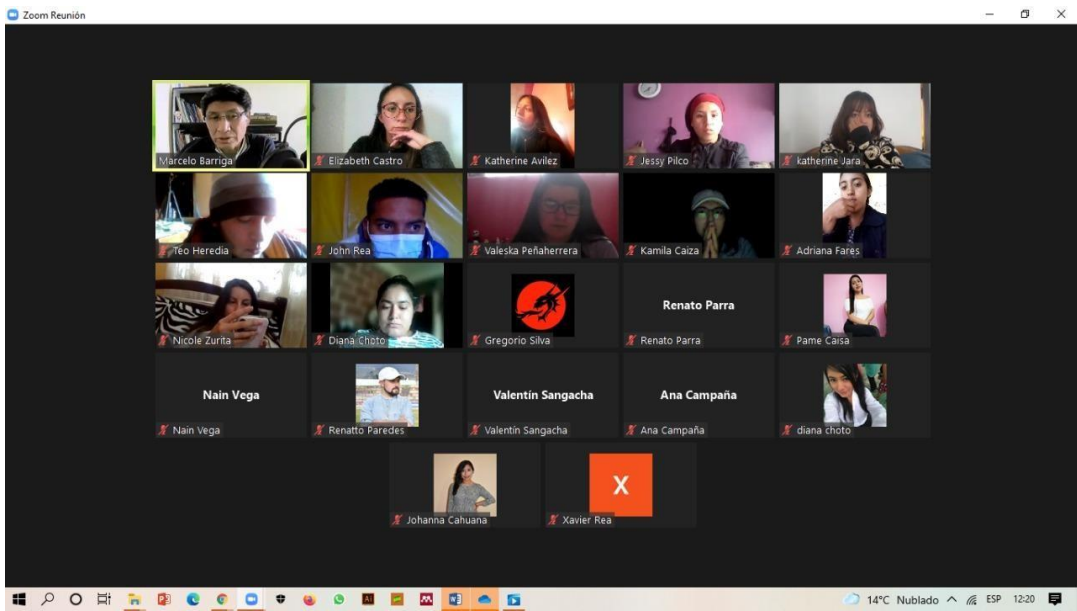 Zoom Reunión
Marcelo Barriga
Elizabeth Castro
Katherine Avilez
Jessy Pilco
katherine Jara
Teo Heredia
John Rea
Valeska Peñaherrera
Kamila Caiza
Adriana Fares
Nicole Zurita
Diana Choto
Gregorio Silva
Renato Parra
Renato Parra
Pame Caisa
Nain Vega
Nain Vega
Renatto Paredes
Valentín Sangacha
Valentín Sangacha
Ana Campaña
Ana Campaña
diana choto
Johanna Cahuana
X
Xavier Rea
14°C Nublado ESP 12:20